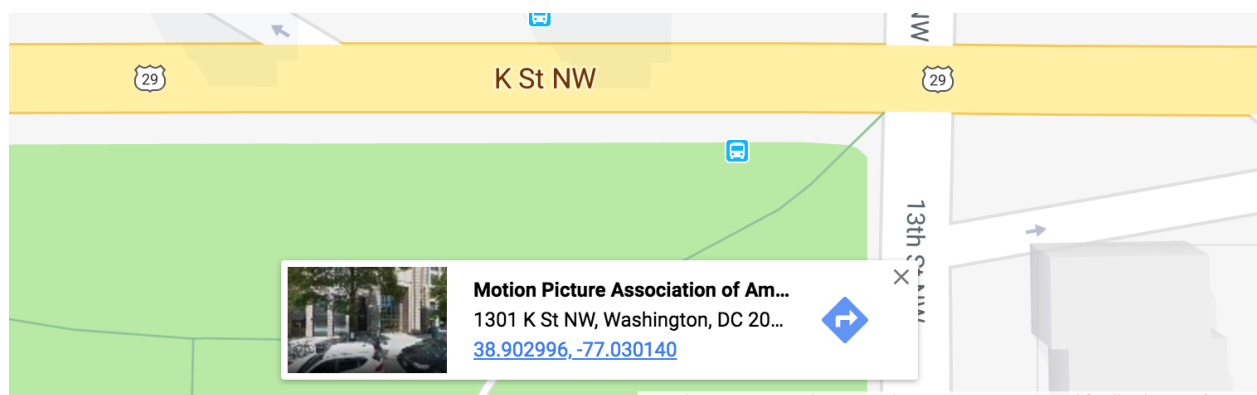 NW
29
K St NW
29
13th St NW
Motion Picture Association of Am...
1301 K St NW, Washington, DC 20...
38.902996, -77.030140